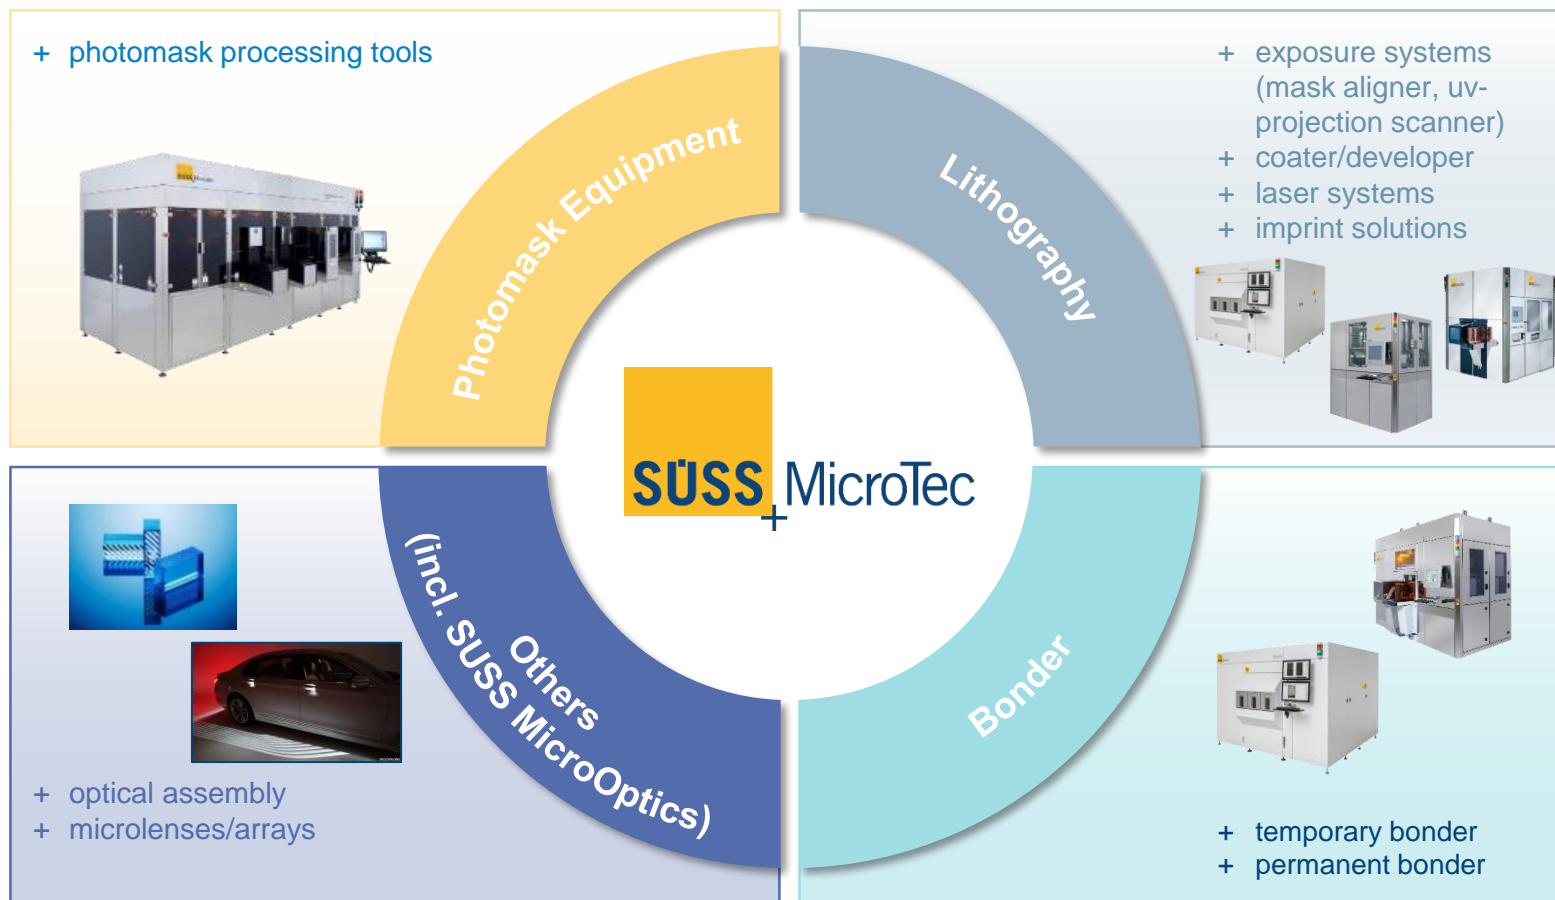 + photomask processing tools
Photomask Equipment
Lithography
+ exposure systems
(mask aligner, uv-
projection scanner)
+ coater/developer
+ laser systems
+ imprint solutions
SÜSS MicroTec
+
Others
(incl. SUSS MicroOptics)
+ optical assembly
+ microlenses/arrays
Bonder
+ temporary bonder
+ permanent bonder